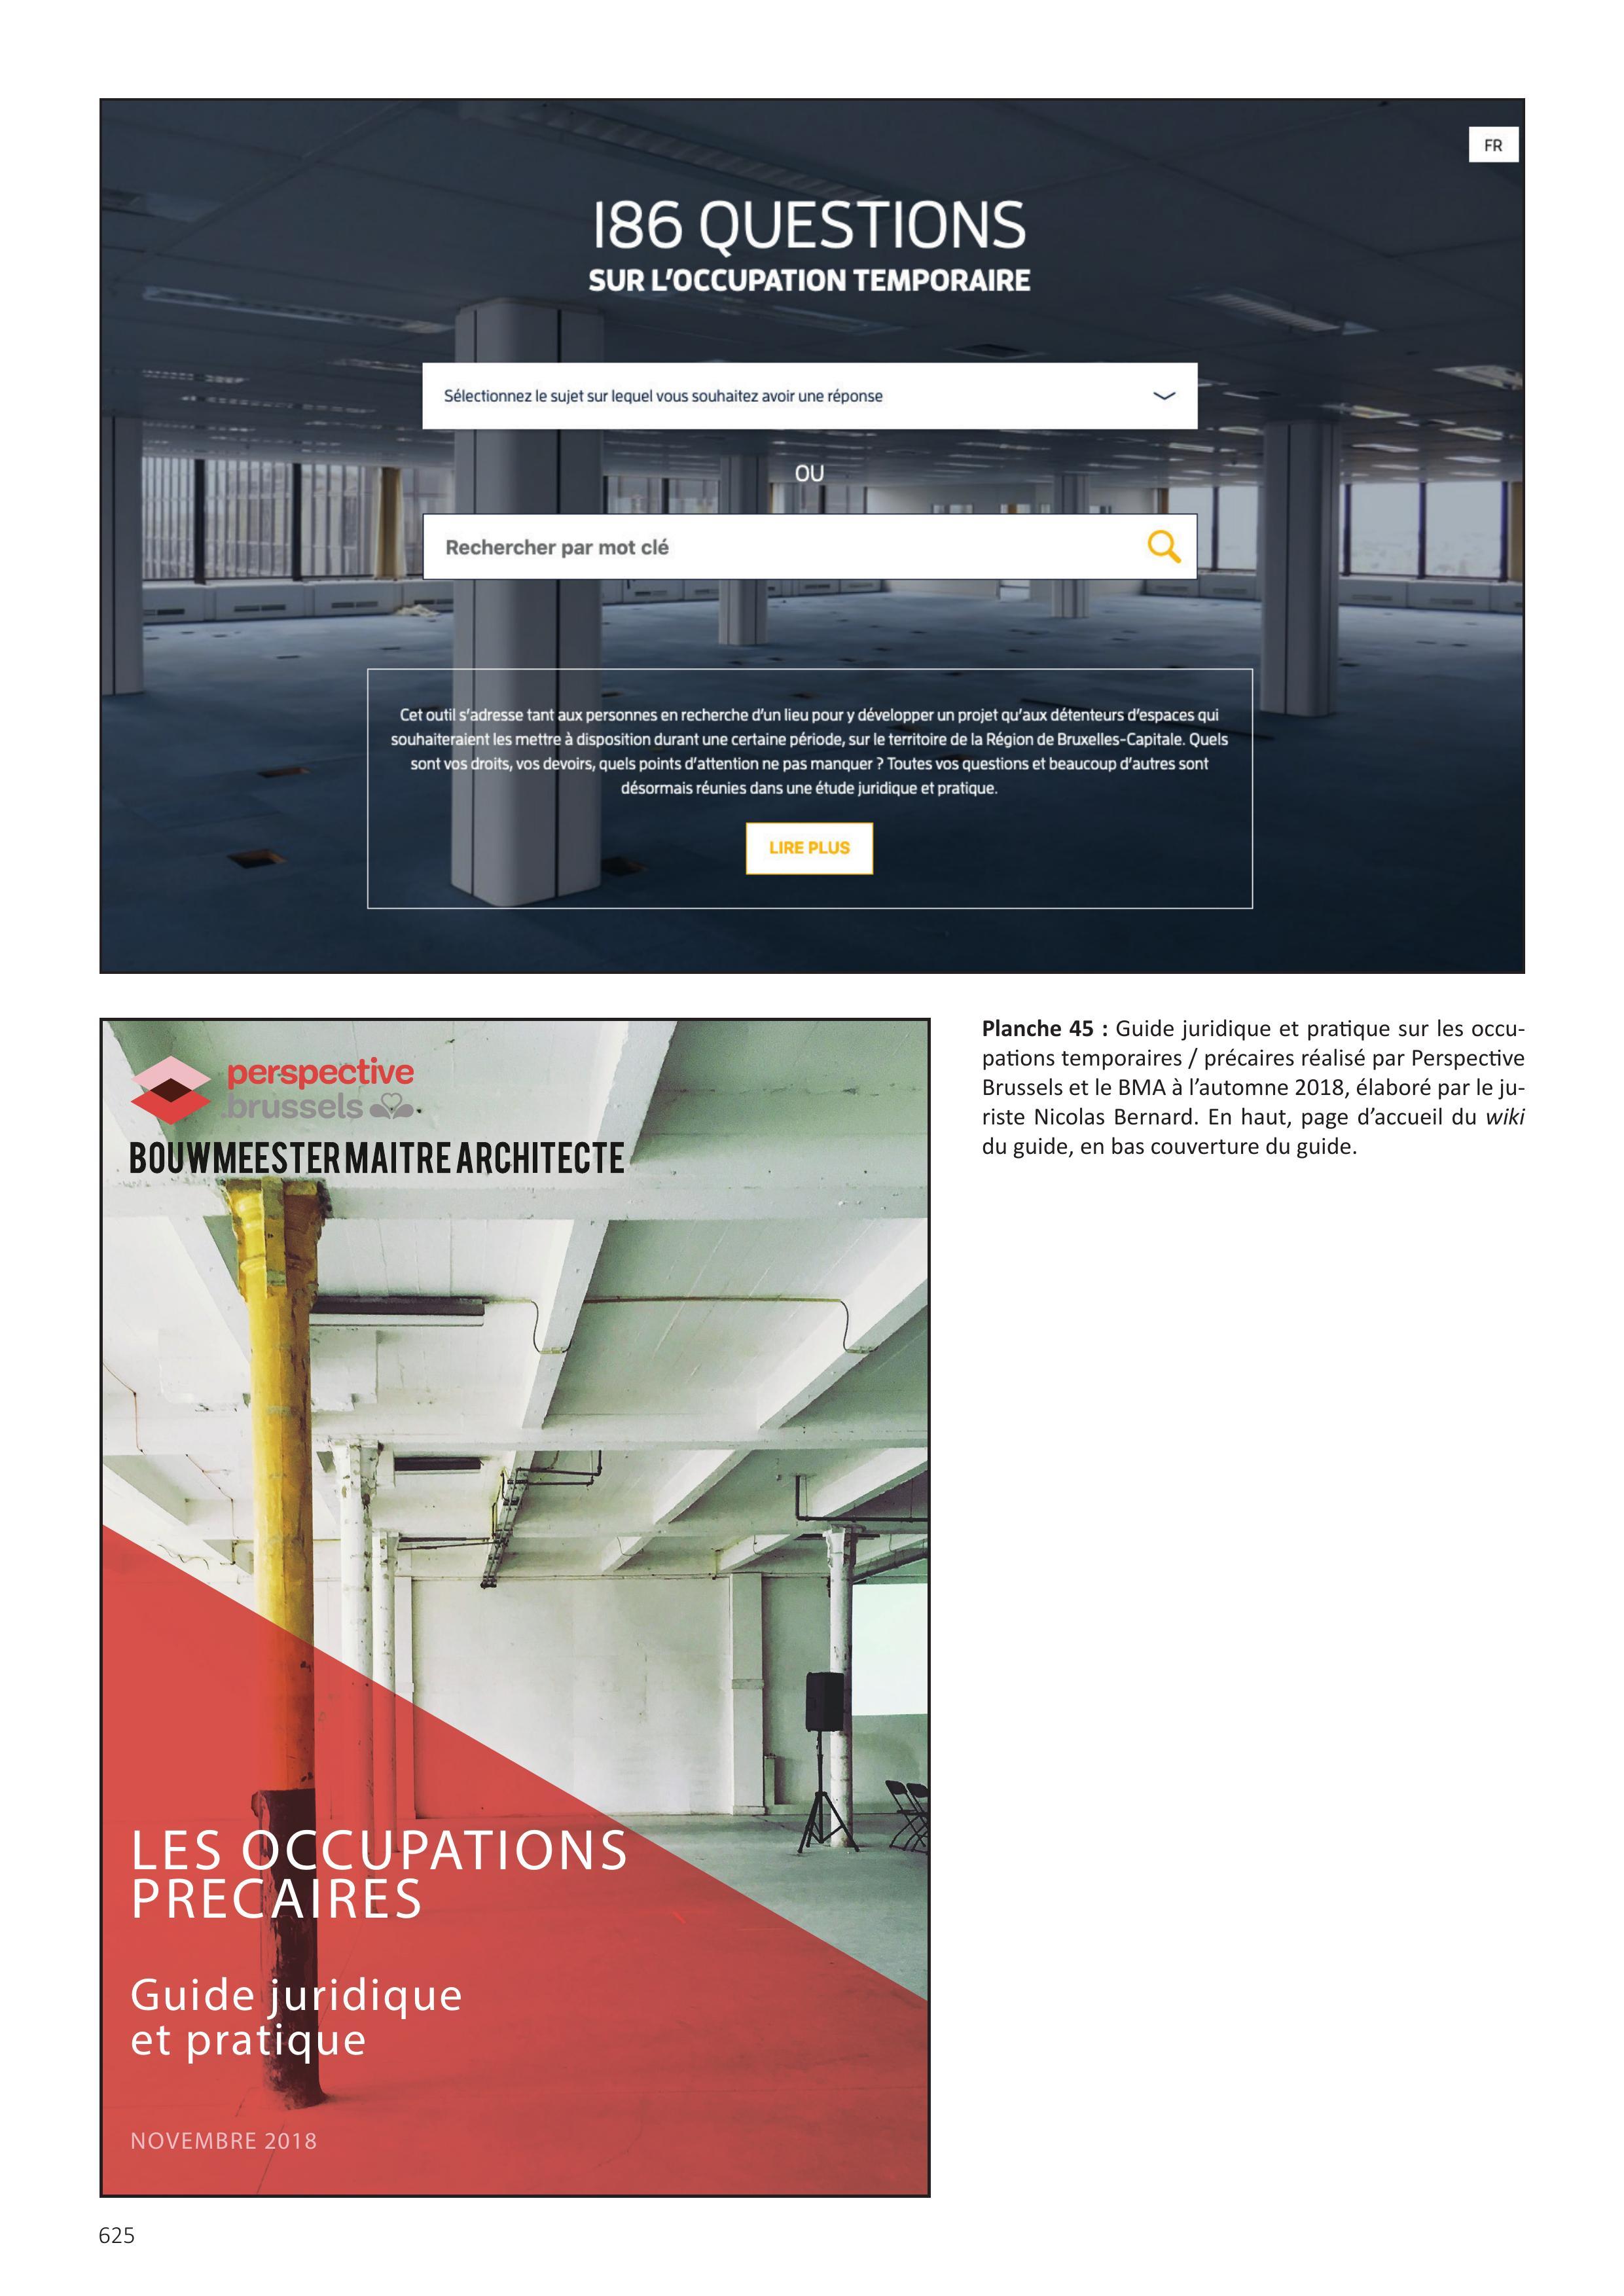 FR
186 QUESTIONS
SUR L'OCCUPATION TEMPORAIRE
Sélectionnez le sujet sur lequel vous souhaitez avoir une réponse
OU
Rechercher par mot clé
Cet outil s'adresse tant aux personnes en recherche d'un lieu pour y développer un projet qu'aux détenteurs d'espaces qui
souhaiteraient les mettre à disposition durant une certaine période, sur le territoire de la Région de Bruxelles-Capitale. Quels
sont vos droits, vos devoirs, quels points d'attention ne pas manquer ? Toutes vos questions et beaucoup d'autres sont
désormais réunies dans une étude juridique et pratique.
LIRE PLUS
perspective
.brussels
BOUWMEESTER MAITRE ARCHITECTE
LES OCCUPATIONS
PRECAIRES
Guide juridique
et pratique
NOVEMBRE 2018
Planche 45 : Guide juridique et pratique sur les occu-
pations temporaires / précaires réalisé par Perspective
Brussels et le BMA à l'automne 2018, élaboré par le ju-
riste Nicolas Bernard. En haut, page d'accueil du wiki
du guide, en bas couverture du guide.
625